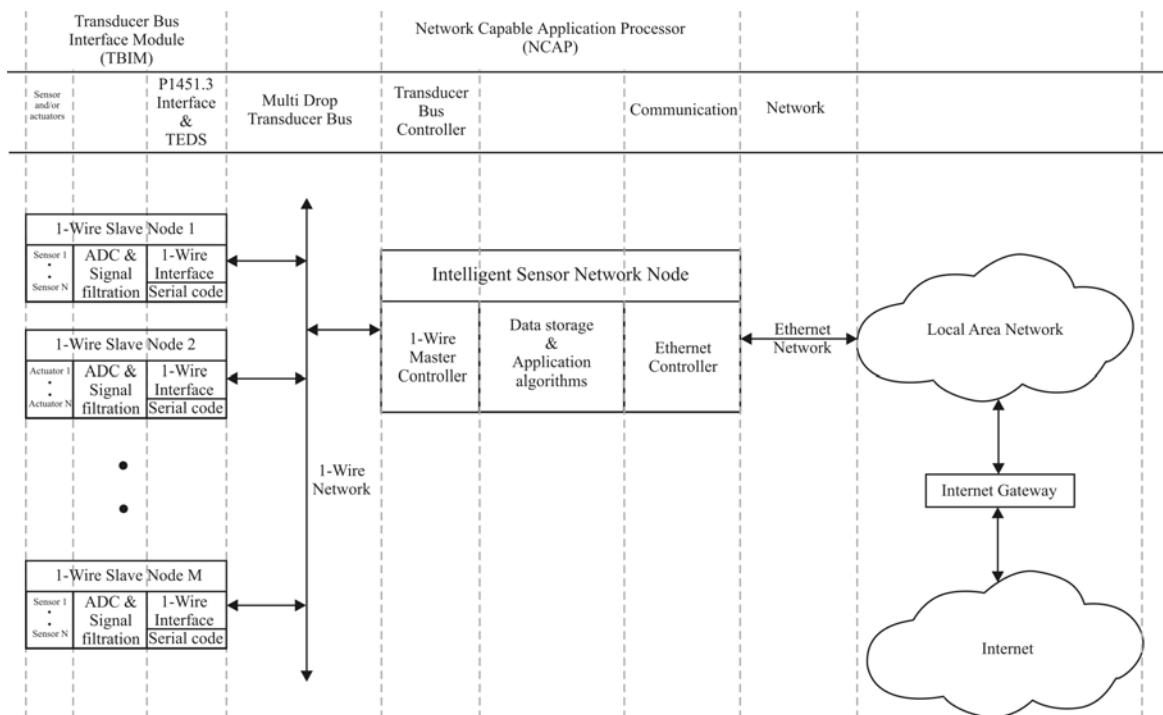 Transducer Bus
Interface Module
(TBIM)
Network Capable Application Processor
(NCAP)
Sensor
and/or
actuators
P1451.3
Interface
&
TEDS
Multi Drop
Transducer Bus
Transducer
Bus
Controller
Communication
Network
1-Wire Slave Node 1
Sensor 1
Sensor N
ADC &
Signal
filtration
1-Wire
Interface
Serial code
1-Wire Slave Node 2
Actuator 1
Actuator N
ADC &
Signal
filtration
1-Wire
Interface
Serial code
1-Wire Slave Node M
Sensor 1
Sensor N
ADC &
Signal
filtration
1-Wire
Interface
Serial code
1-Wire
Network
Intelligent Sensor Network Node
1-Wire
Master
Controller
Data storage
&
Application
algorithms
Ethernet
Controller
Ethernet
Network
Local Area Network
Internet Gateway
Internet